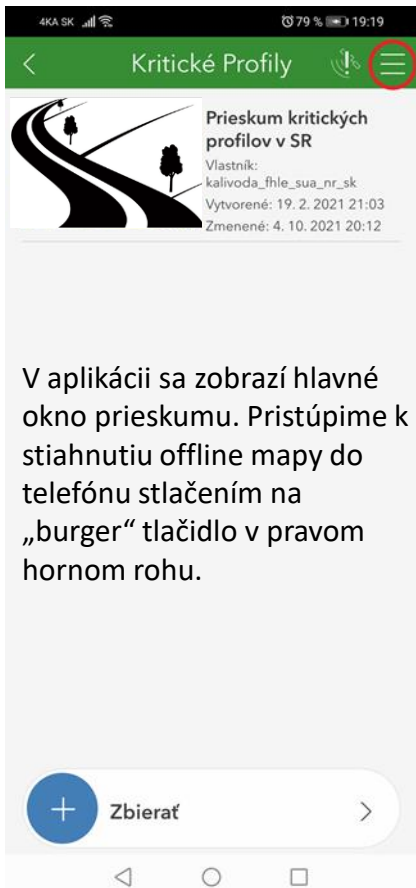 4KA SK 79 % 19:19
Kritické Profily
Prieskum kritických
profilov v SR
Vlastník:
kalivoda_fhle_sua_nr_sk
Vytvorené: 19. 2. 2021 21:03
Zmenené: 4. 10. 2021 20:12
V aplikácii sa zobrazí hlavné
okno prieskumu. Pristúpime k
stiahnutiu offline mapy do
telefónu stlačením na
„burger“ tlačidlo v pravom
hornom rohu.
Zbierať